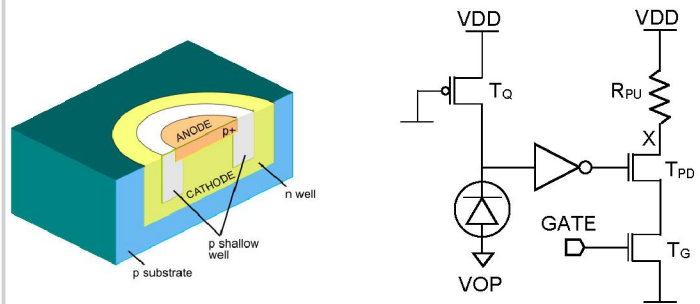 ANODE
p+
CATHODE
n well
p shallow
well
p substrate
VDD
TQ
VOP
GATE
VDD
RPU
X
TPD
TG